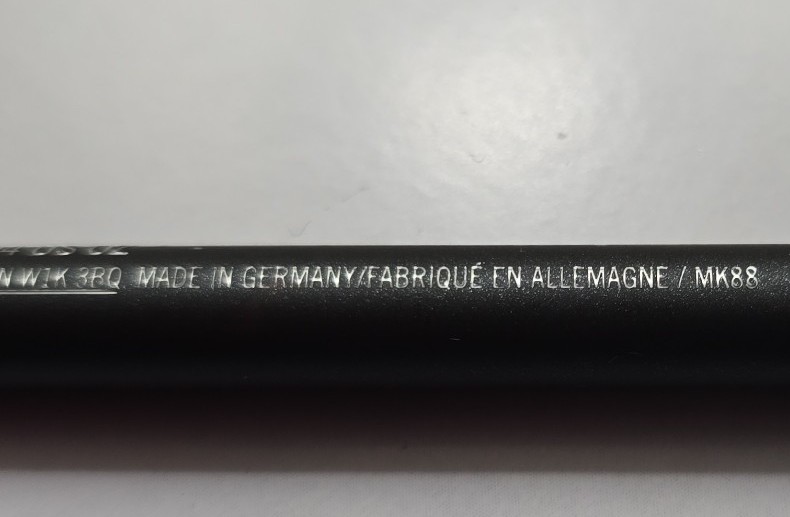 N W1K 3BQ MADE IN GERMANY/FABRIQUÉ EN ALLEMAGNE / MK88